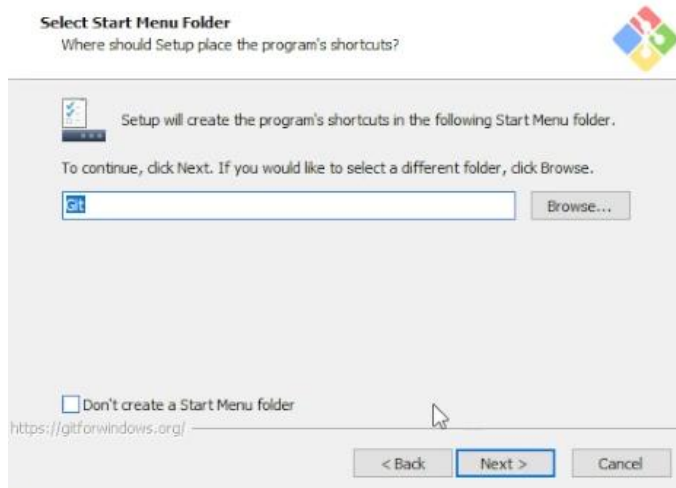 Select Start Menu Folder
Where should Setup place the program's shortcuts?
Setup will create the program's shortcuts in the following Start Menu folder.
To continue, click Next. If you would like to select a different folder, click Browse.
Git
Browse...
Don't create a Start Menu folder
https://gitforwindows.org/
< Back
Next >
Cancel